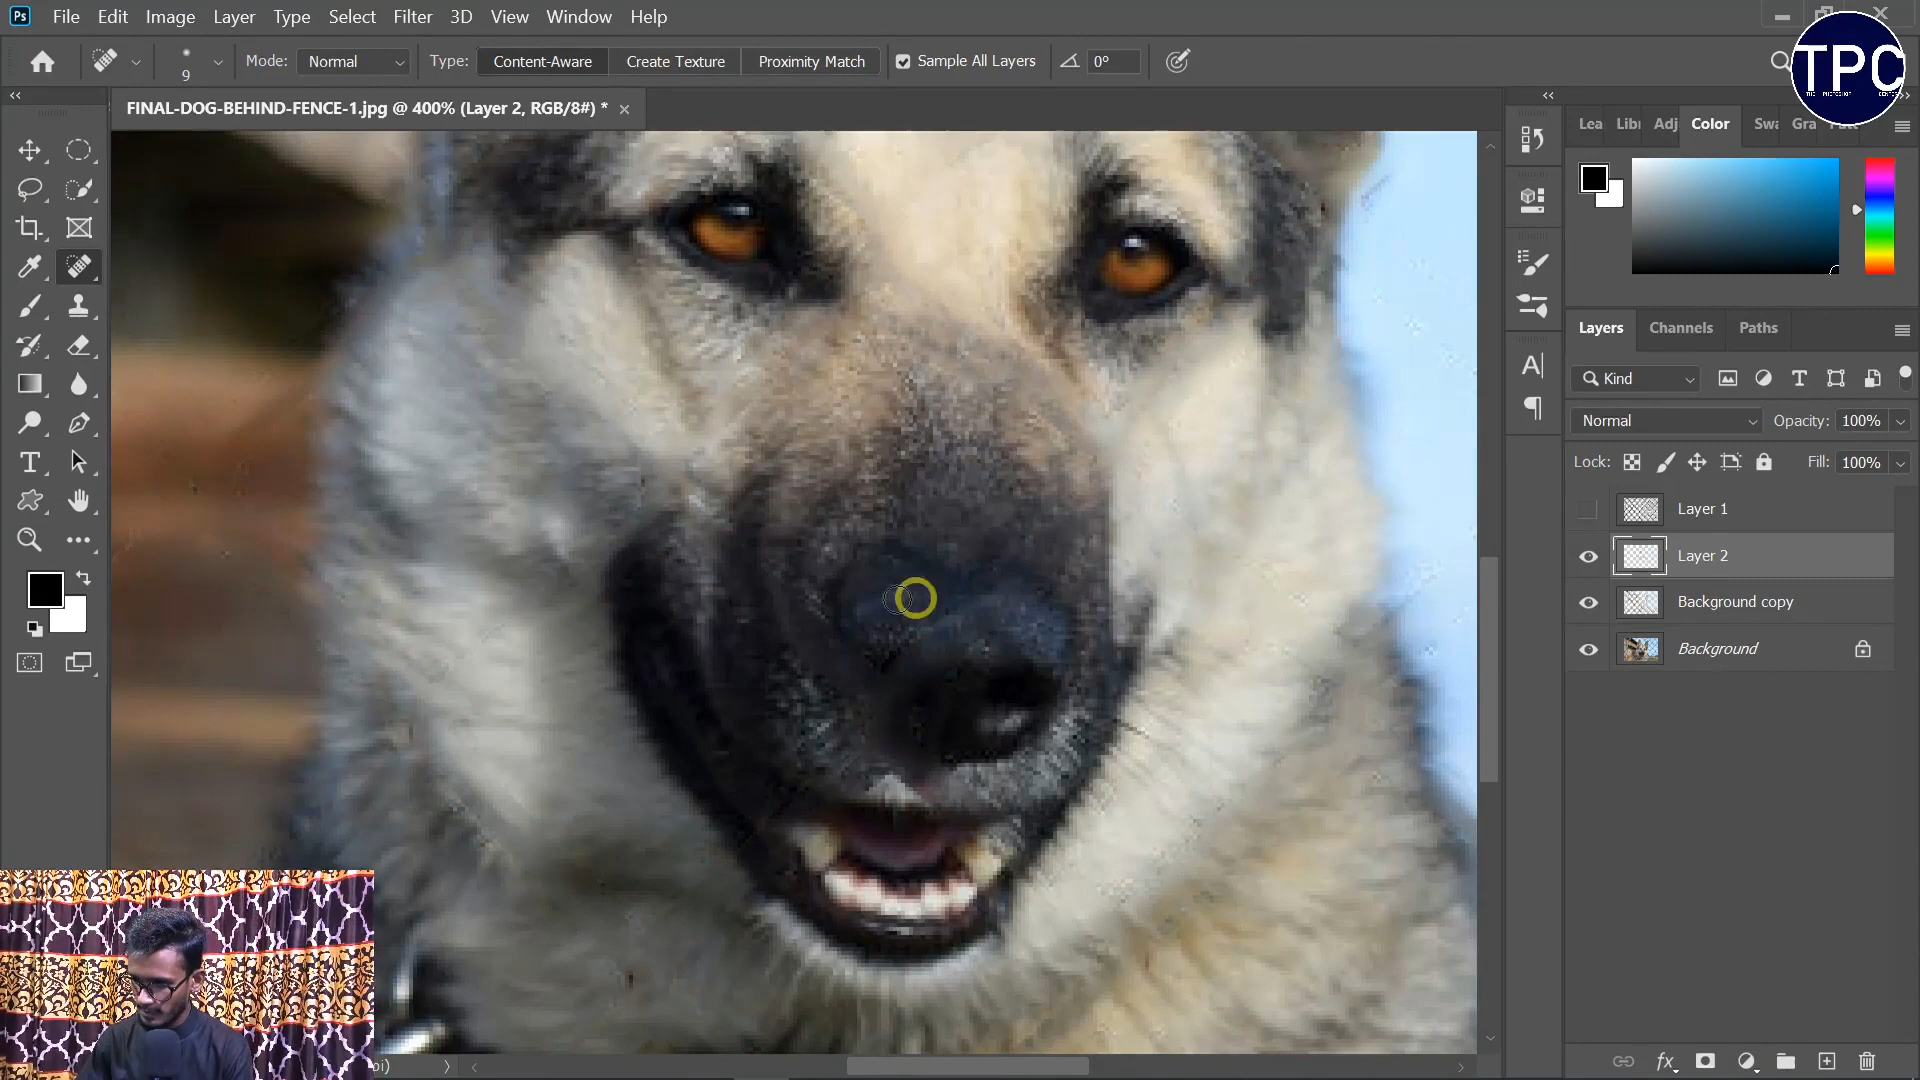 Ps File Edit Image Layer Type Select Filter 3D View Window Help
9 Mode: Normal Type: Content-Aware Create Texture Proximity Match Sample All Layers 0°
TPC
FINAL-DOG-BEHIND-FENCE-1.jpg @ 400% (Layer 2, RGB/8#) *
Lea Libr Adj Color Swa Gra
Layers Channels Paths
Kind
Normal Opacity: 100%
Lock: Fill: 100%
Layer 1
Layer 2
Background copy
Background